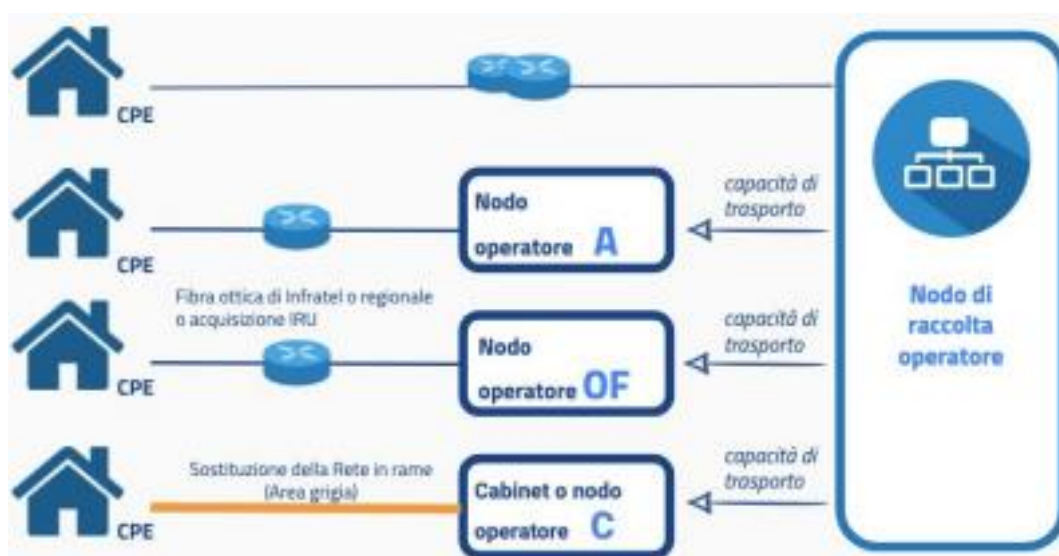 CPE
Nodo
operatore A
capacità di
trasporto
CPE
Fibra ottica di Infratel o regionale
o acquisizione IRU
Nodo
operatore OF
capacità di
trasporto
CPE
Sostituzione della Rete in rame
(Area grigia)
Cabinet o nodo
operatore C
capacità di
trasporto
CPE
Nodo di
raccolta
operatore